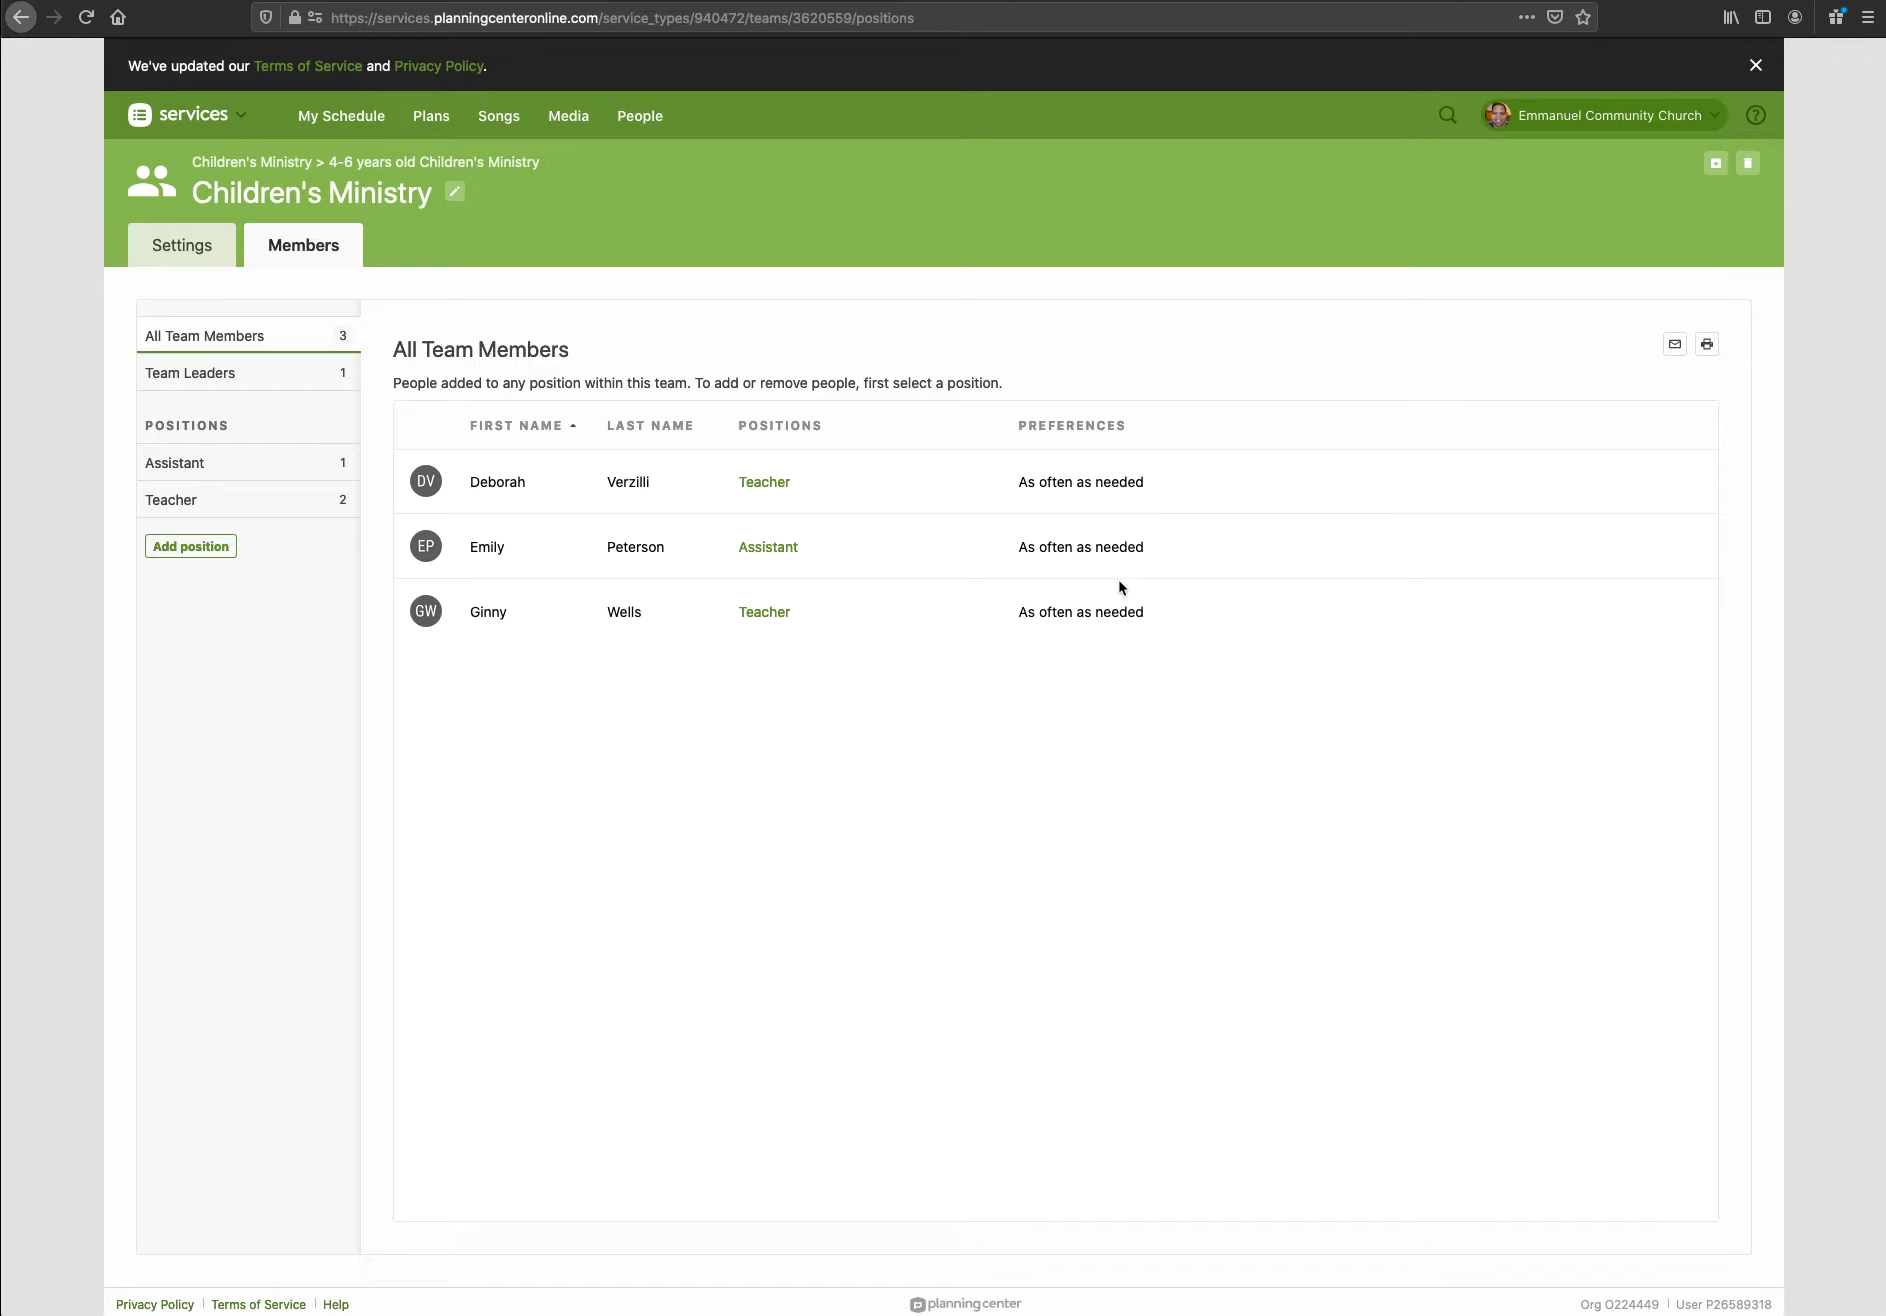 https://services.planningcenteronline.com/service_types/940472/teams/3620559/positions
We've updated our Terms of Service and Privacy Policy.
services My Schedule Plans Songs Media People Emmanuel Community Church
Children's Ministry > 4-6 years old Children's Ministry
Children's Ministry
Settings Members
All Team Members 3
Team Leaders 1
POSITIONS
Assistant 1
Teacher 2
Add position
All Team Members
People added to any position within this team. To add or remove people, first select a position.
FIRST NAME LAST NAME POSITIONS PREFERENCES
DV Deborah Verzilli Teacher As often as needed
EP Emily Peterson Assistant As often as needed
GW Ginny Wells Teacher As often as needed
Privacy Policy Terms of Service Help planning center Org O224449 User P26589318